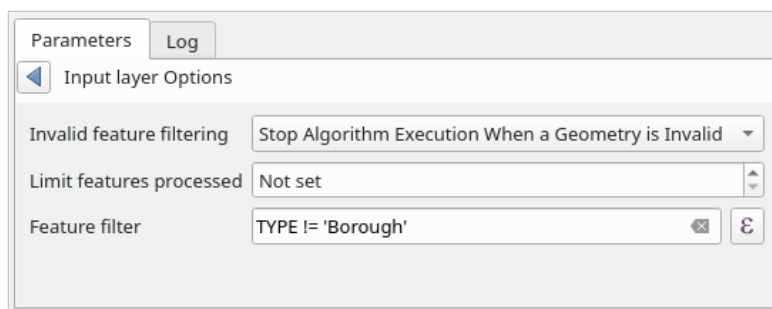 Parameters Log
Input layer Options
Invalid feature filtering Stop Algorithm Execution When a Geometry is Invalid
Limit features processed Not set
Feature filter TYPE != 'Borough' ε